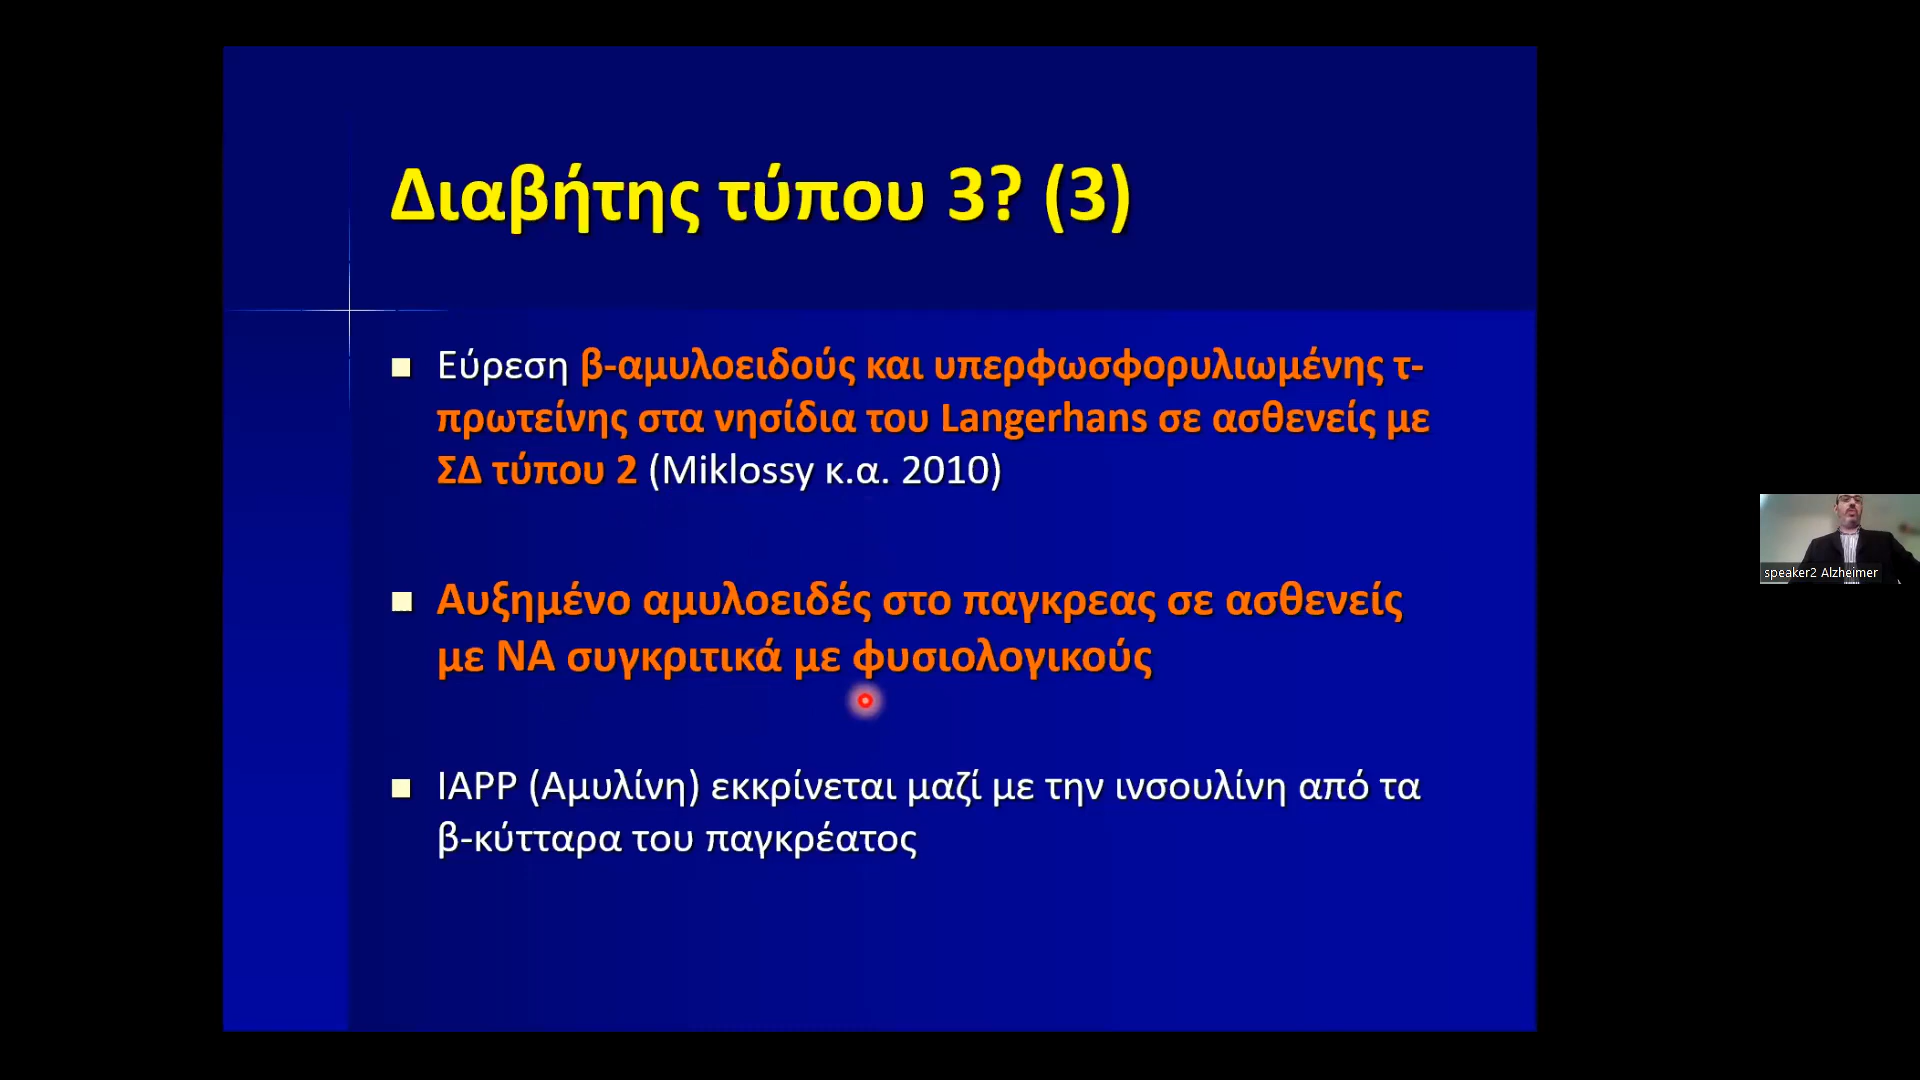 Διαβήτης τύπου 3? (3)
Εύρεση β-αμυλοειδούς και υπερφωσφορυλιωμένης τ-
πρωτείνης στα νησίδια του Langerhans σε ασθενείς με
ΣΔ τύπου 2 (Miklossy κ.α. 2010)
Αυξημένο αμυλοειδές στο παγκρεας σε ασθενείς
με ΝΑ συγκριτικά με φυσιολογικούς
IAPP (Αμυλίνη) εκκρίνεται μαζί με την ινσουλίνη από τα
β-κύτταρα του παγκρέατος
speaker2 Alzheimer